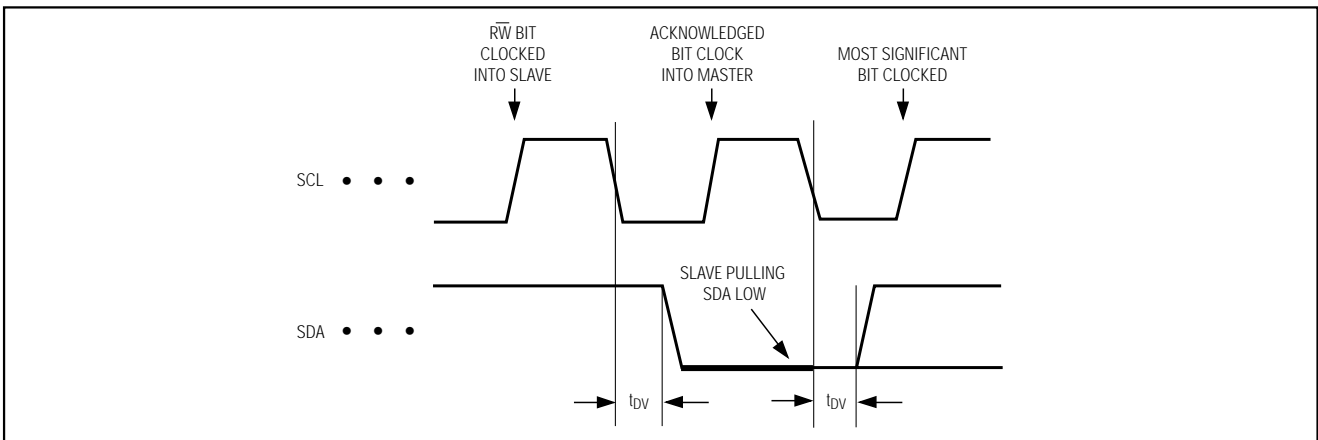 RW̅ BIT
CLOCKED
INTO SLAVE
ACKNOWLEDGED
BIT CLOCK
INTO MASTER
MOST SIGNIFICANT
BIT CLOCKED
SCL • • •
SLAVE PULLING
SDA LOW
SDA • • •
tDV
tDV